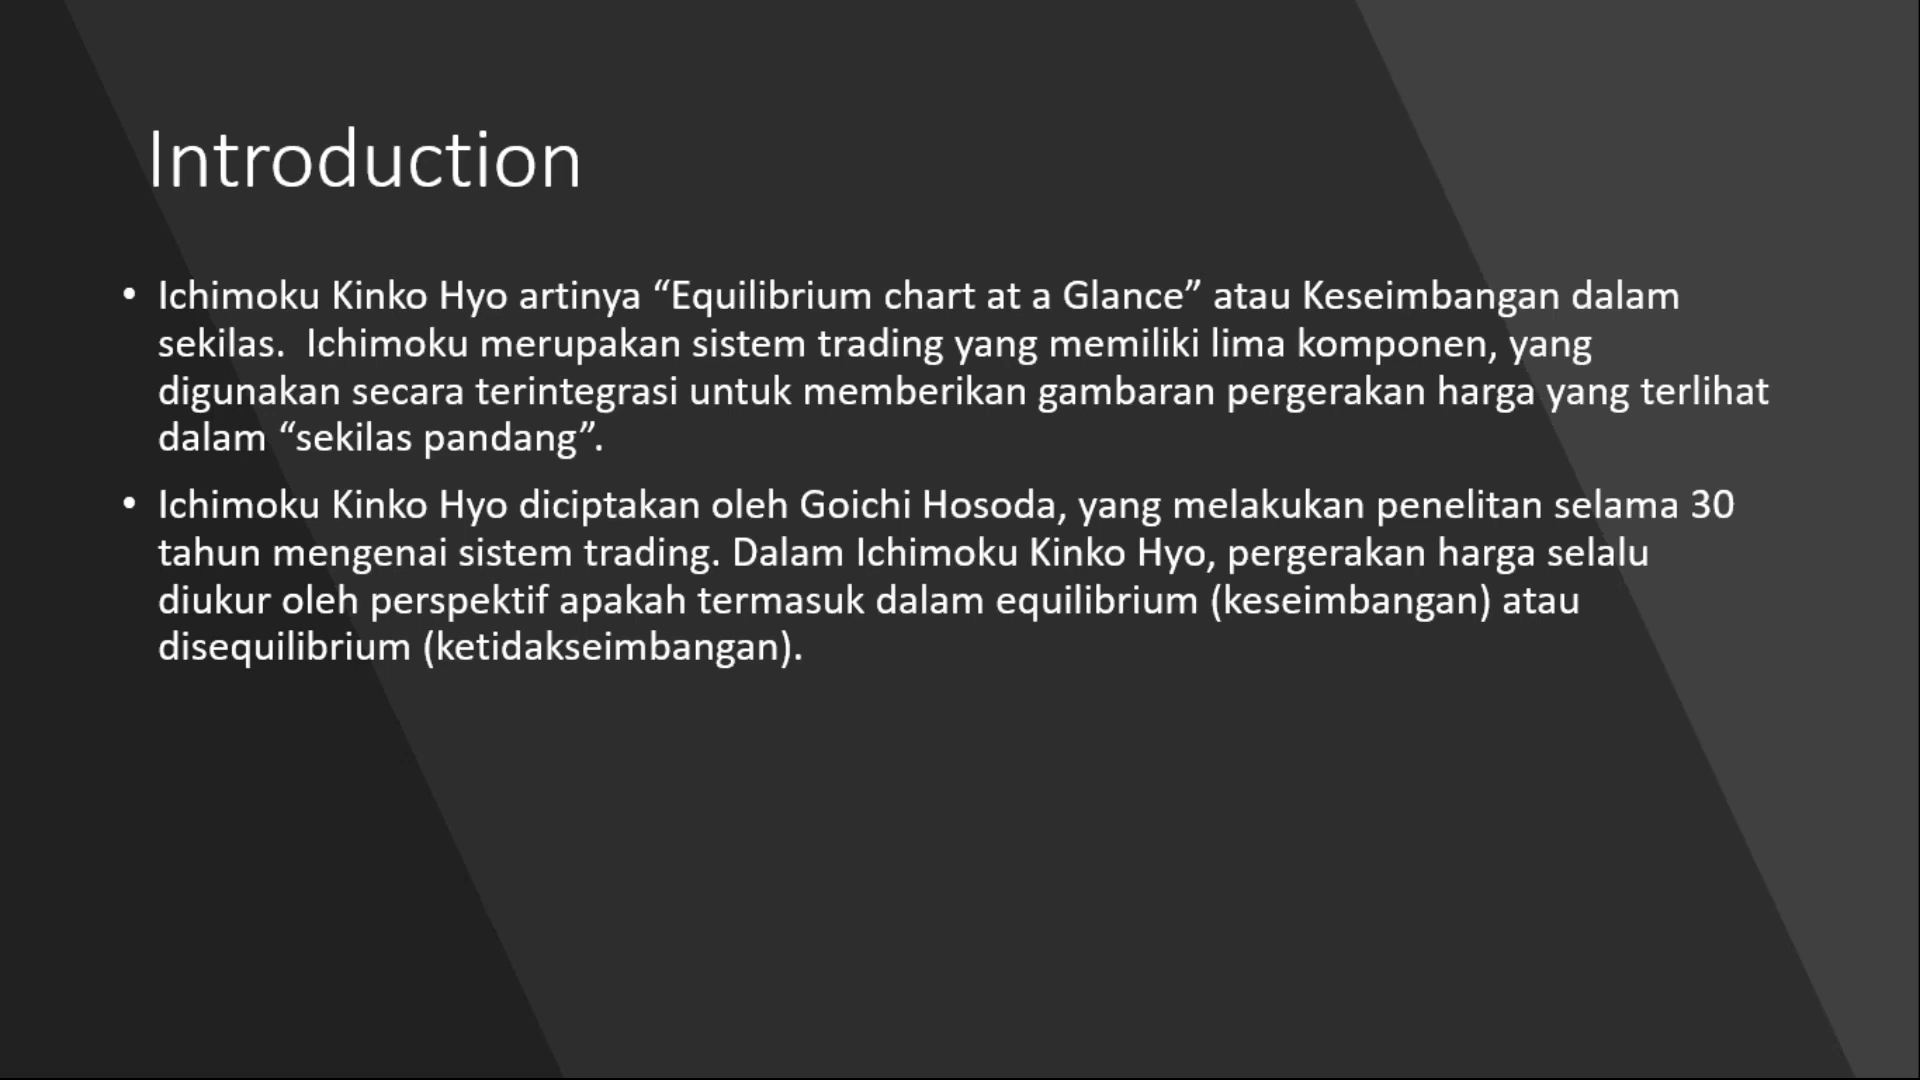 Introduction
• Ichimoku Kinko Hyo artinya “Equilibrium chart at a Glance” atau Keseimbangan dalam
sekilas.  Ichimoku merupakan sistem trading yang memiliki lima komponen, yang
digunakan secara terintegrasi untuk memberikan gambaran pergerakan harga yang terlihat
dalam “sekilas pandang”.
• Ichimoku Kinko Hyo diciptakan oleh Goichi Hosoda, yang melakukan penelitan selama 30
tahun mengenai sistem trading. Dalam Ichimoku Kinko Hyo, pergerakan harga selalu
diukur oleh perspektif apakah termasuk dalam equilibrium (keseimbangan) atau
disequilibrium (ketidakseimbangan).